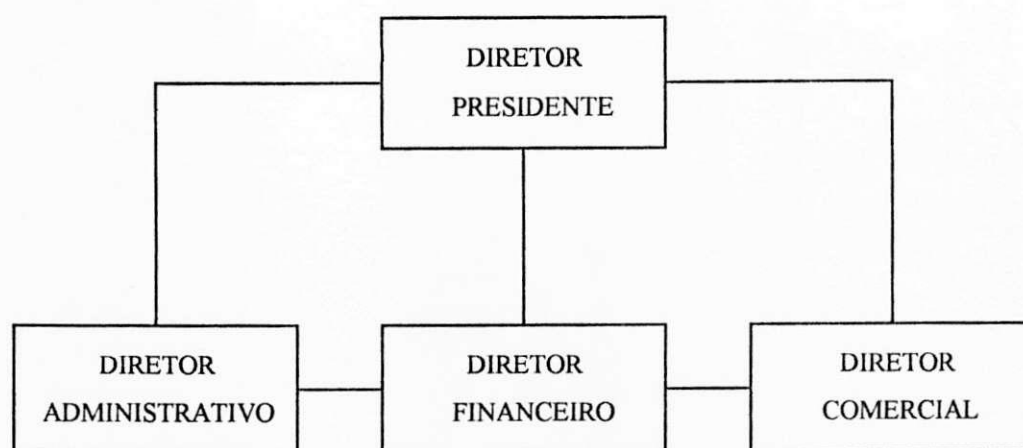 DIRETOR
PRESIDENTE
DIRETOR
ADMINISTRATIVO
DIRETOR
FINANCEIRO
DIRETOR
COMERCIAL